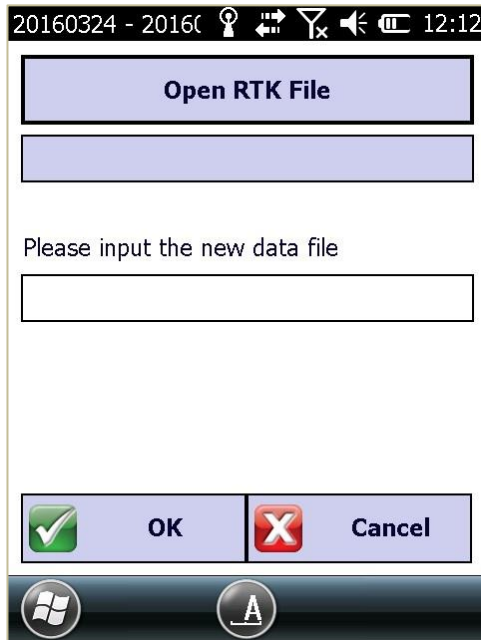 20160324 - 2016( 12:12
Open RTK File
Please input the new data file
OK Cancel
A